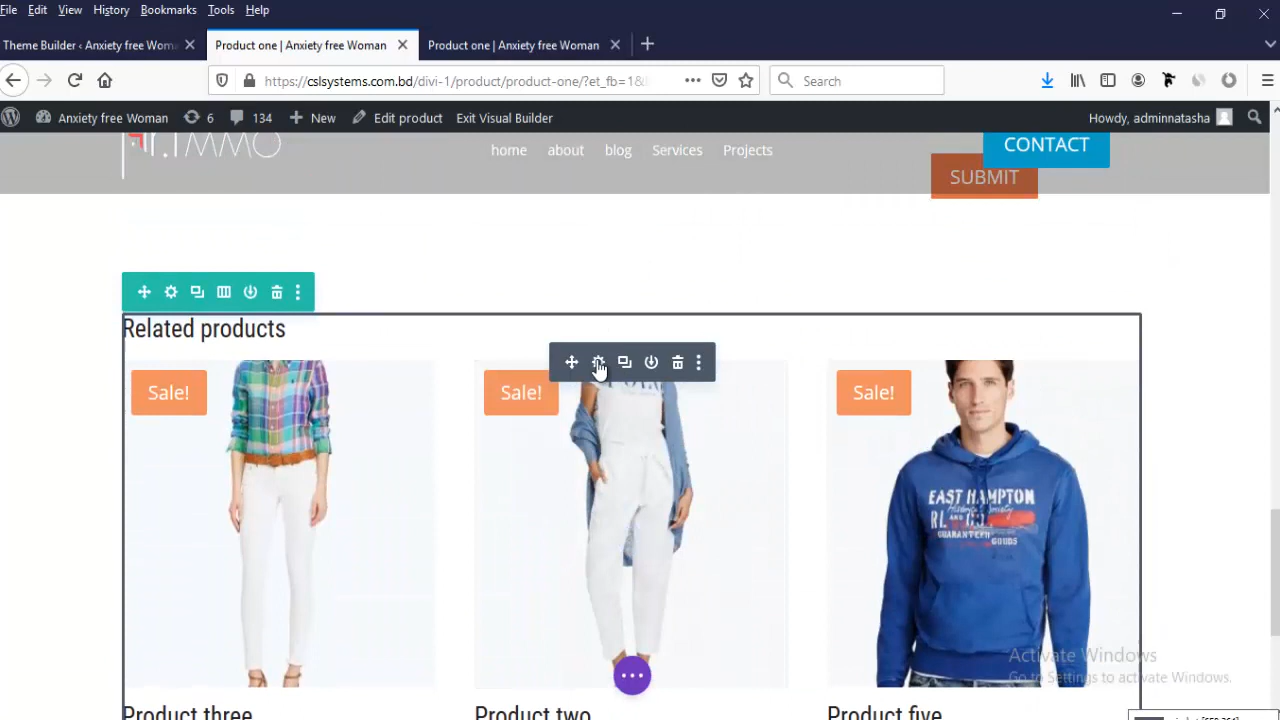 File Edit View History Bookmarks Tools Help
Theme Builder ‹ Anxiety free Wom
Product one | Anxiety free Woman
Product one | Anxiety free Woman
https://cslsystems.com.bd/divi-1/product/product-one/?et_fb=1&
Search
Anxiety free Woman 6 134 New Edit product Exit Visual Builder Howdy, adminnatasha
home about blog Services Projects CONTACT
SUBMIT
Related products
Sale! Sale! Sale!
EAST HAMPTON
Activate Windows
Go to Settings to activate Windows.
Product three Product two Product five